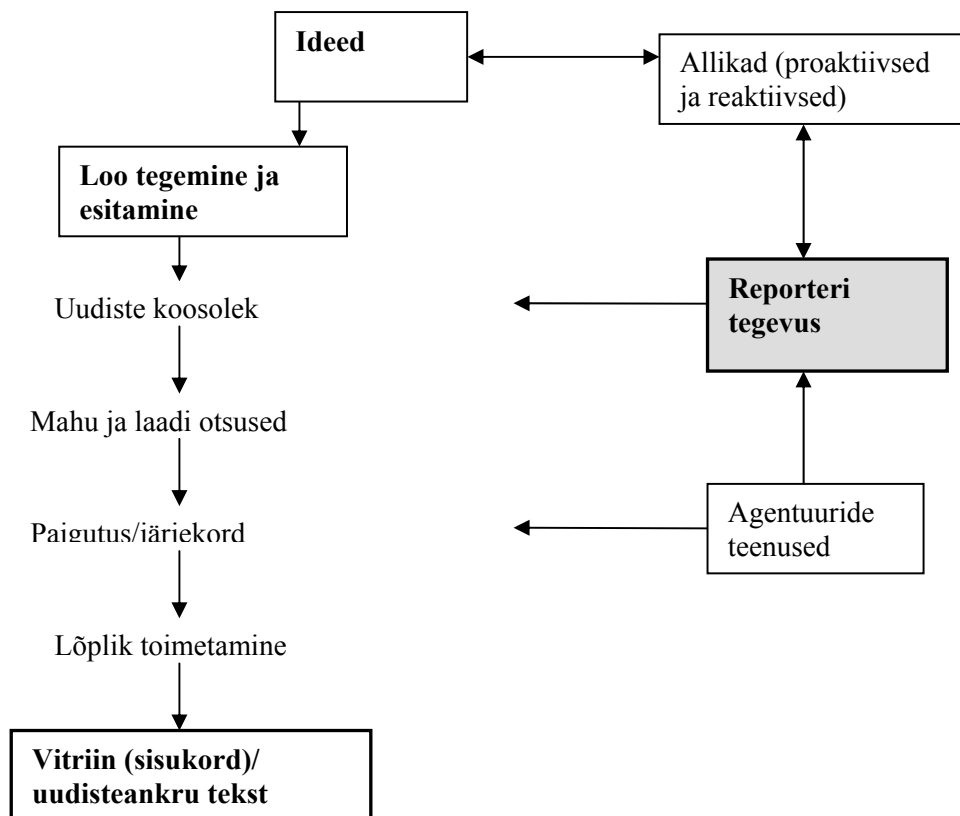 Ideed
Allikad (proaktiivsed
ja reaktiivsed)
Loo tegemine ja
esitamine
Uudiste koosolek
Reporteri
tegevus
Mahu ja laadi otsused
Paigutus/järjekord
Agentuuride
teenused
Lõplik toimetamine
Vitriin (sisukord)/
uudisteankru tekst